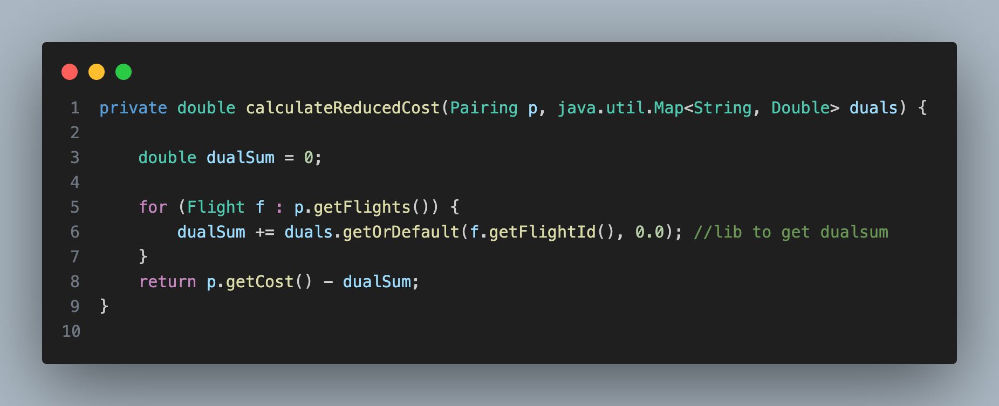 1 private double calculateReducedCost(Pairing p, java.util.Map<String, Double> duals) {
2
3     double dualSum = 0;
4
5     for (Flight f : p.getFlights()) {
6         dualSum += duals.getOrDefault(f.getFlightId(), 0.0); //lib to get dualsum
7     }
8     return p.getCost() - dualSum;
9 }
10